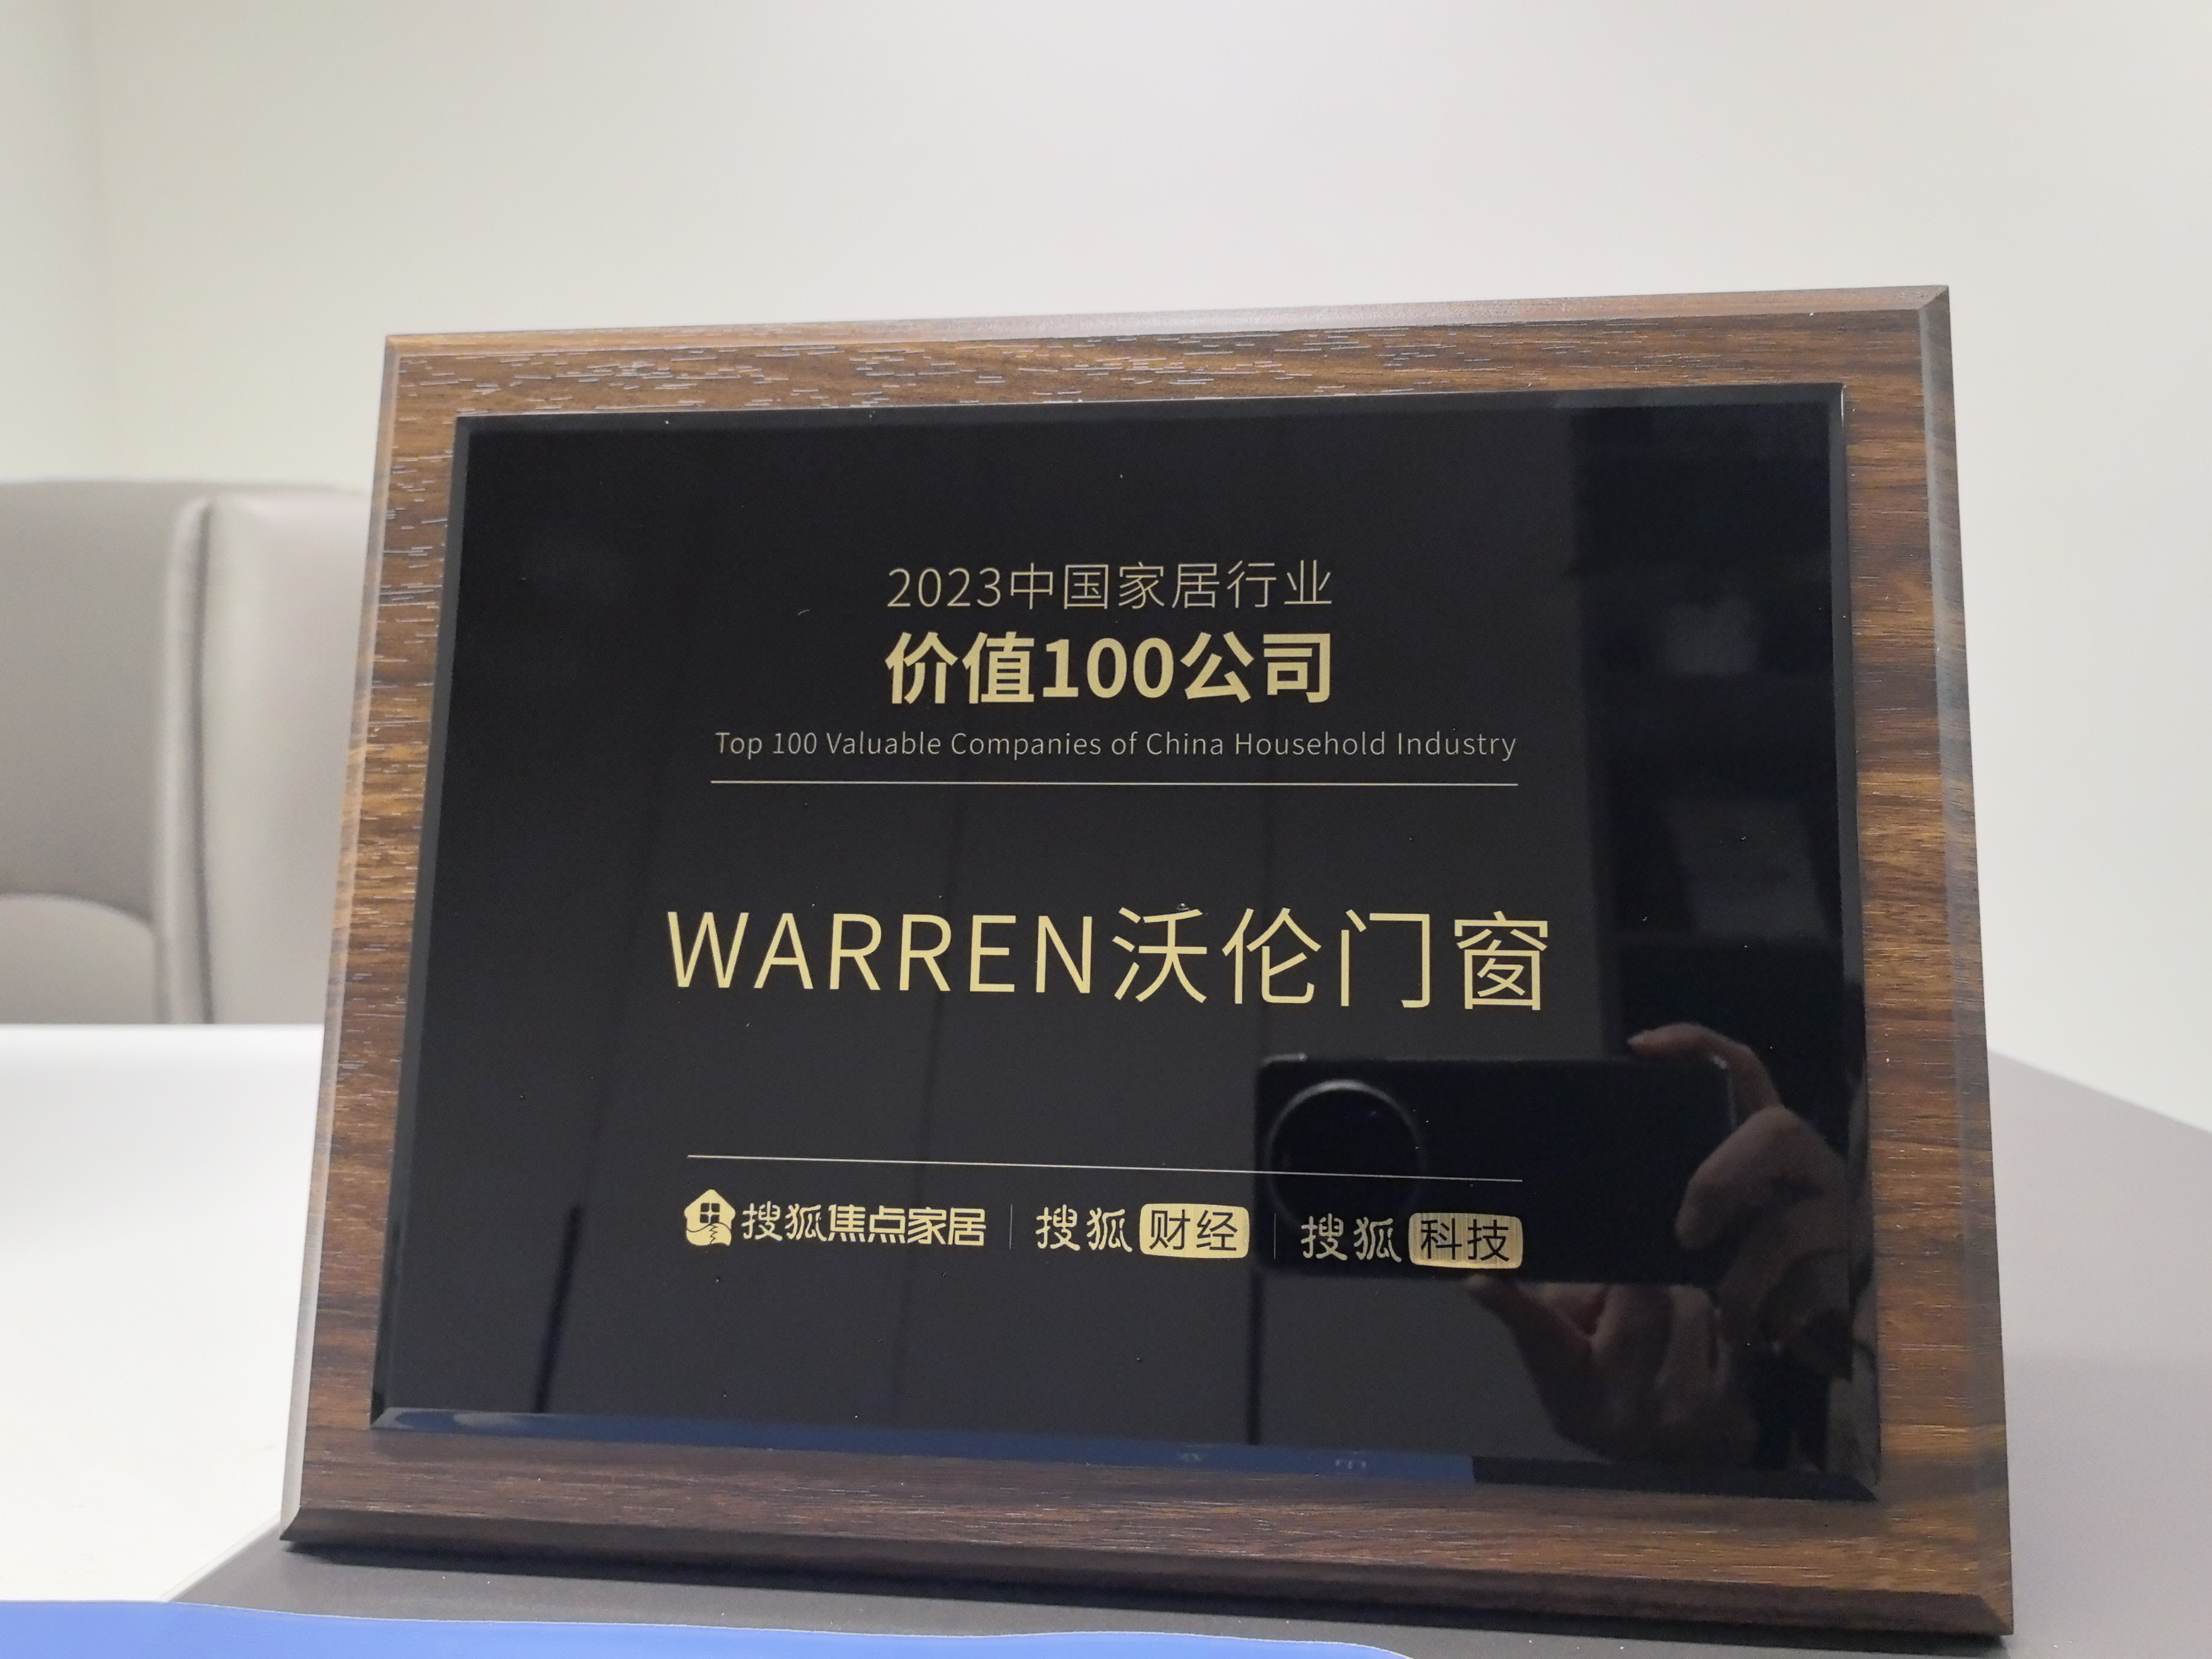 2023中国家居行业
价值100公司
Top 100 Valuable Companies of China Household Industry
WARREN沃伦门窗
搜狐焦点家居 | 搜狐 财经 | 搜狐 科技